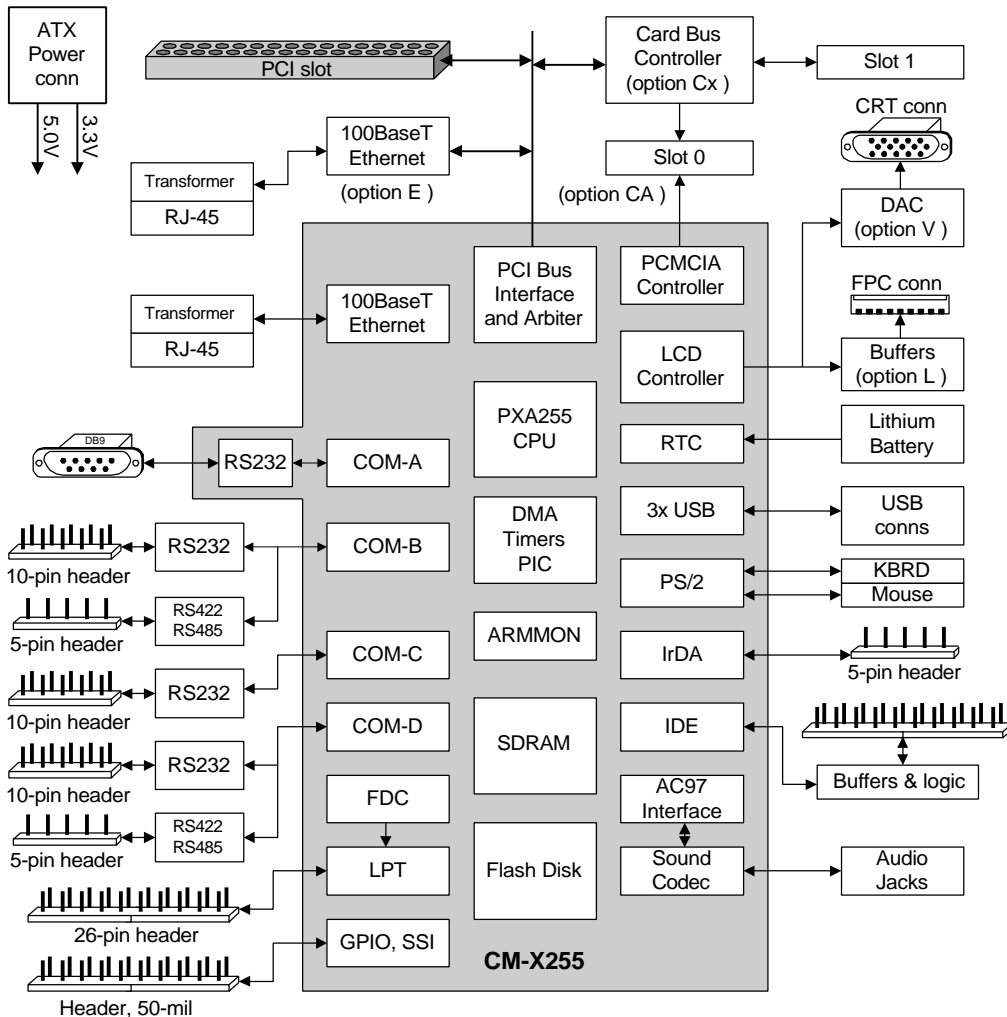 ATX
Power
conn
5.0V
3.3V
PCI slot
Card Bus
Controller
(option Cx )
Slot 1
CRT conn
100BaseT
Ethernet
(option E )
Slot 0
(option CA)
Transformer
RJ-45
DAC
(option V )
PCI Bus
Interface
and Arbiter
PCMCIA
Controller
FPC conn
Transformer
RJ-45
100BaseT
Ethernet
LCD
Controller
Buffers
(option L )
PXA255
CPU
Lithium
Battery
RTC
DB9
RS232
COM-A
3x USB
USB
conns
DMA
Timers
PIC
RS232
COM-B
10-pin header
PS/2
KBRD
Mouse
RS422
RS485
5-pin header
ARMMON
COM-C
IrDA
5-pin header
RS232
10-pin header
COM-D
SDRAM
IDE
RS232
10-pin header
Buffers & logic
FDC
AC97
Interface
RS422
RS485
5-pin header
LPT
Flash Disk
Sound
Codec
Audio
Jacks
26-pin header
GPIO, SSI
CM-X255
Header, 50-mil